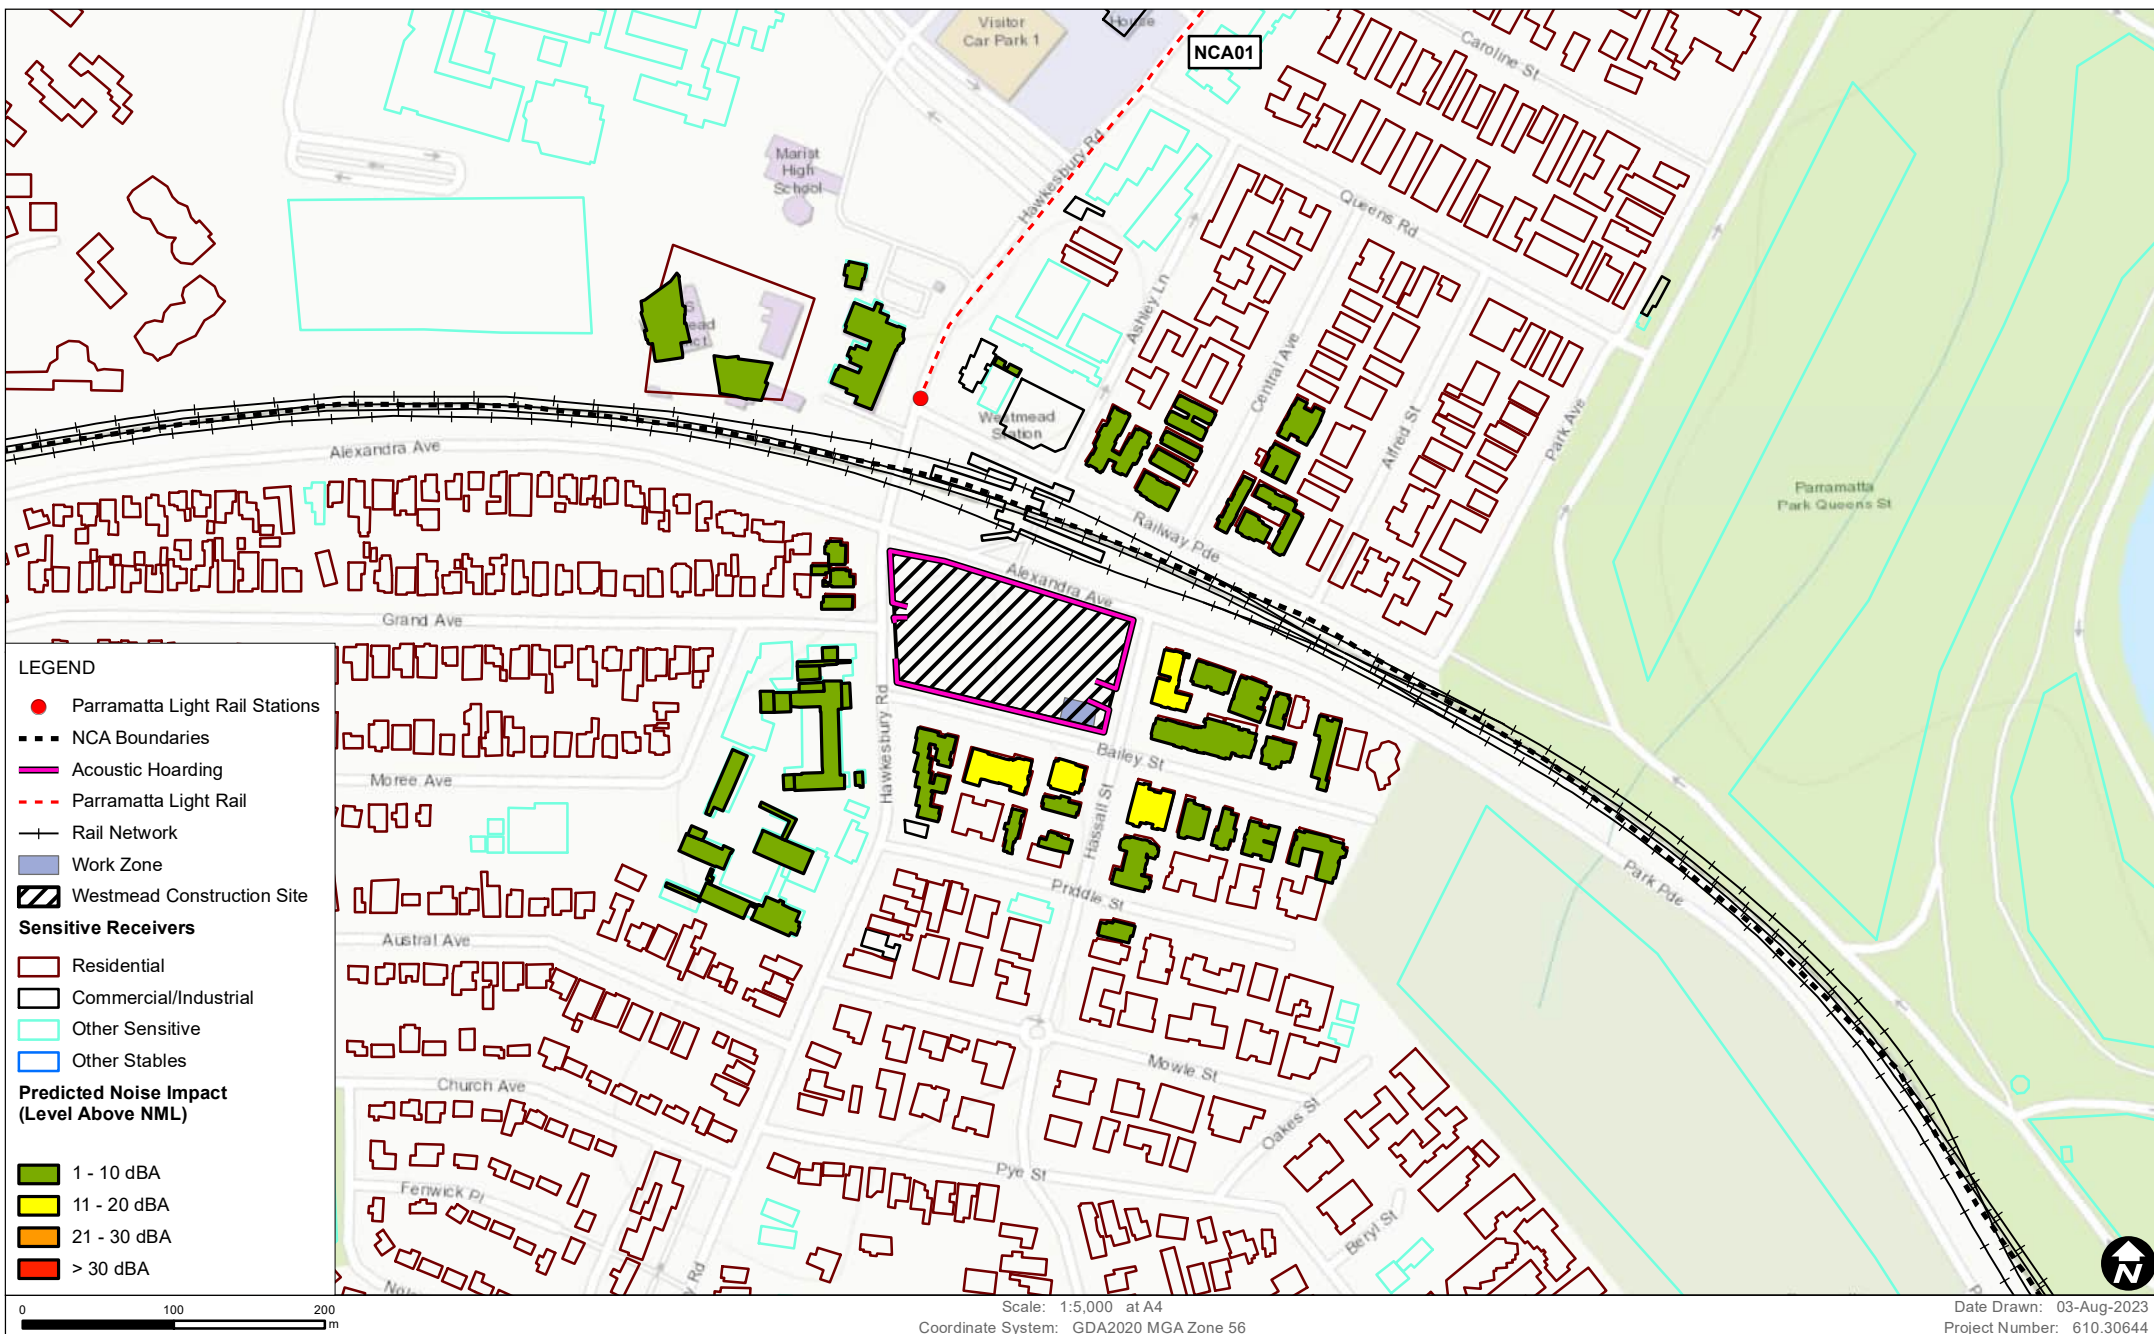 Visitor
Car Park 1
House
NCA01
Caroline St
Marist
High
School
Hawkesbury Rd
Queens Rd
Ashley Ln
Central Ave
Alfred St
Park Ave
Westmead
Station
Parramatta
Park Queens St
Alexandra Ave
Railway Pde
Alexandra Ave
Grand Ave
Hawkesbury Rd
Bailey St
Moree Ave
Hassall St
Priddle St
Park Pde
Austral Ave
Mowle St
Church Ave
Oakes St
Pye St
Fenwick Pl
Beryl St
Rd
LEGEND
Parramatta Light Rail Stations
NCA Boundaries
Acoustic Hoarding
Parramatta Light Rail
Rail Network
Work Zone
Westmead Construction Site
Sensitive Receivers
Residential
Commercial/Industrial
Other Sensitive
Other Stables
Predicted Noise Impact
(Level Above NML)
1 - 10 dBA
11 - 20 dBA
21 - 30 dBA
> 30 dBA
N
0 100 200
m
Scale: 1:5,000 at A4
Coordinate System: GDA2020 MGA Zone 56
Date Drawn: 03-Aug-2023
Project Number: 610.30644